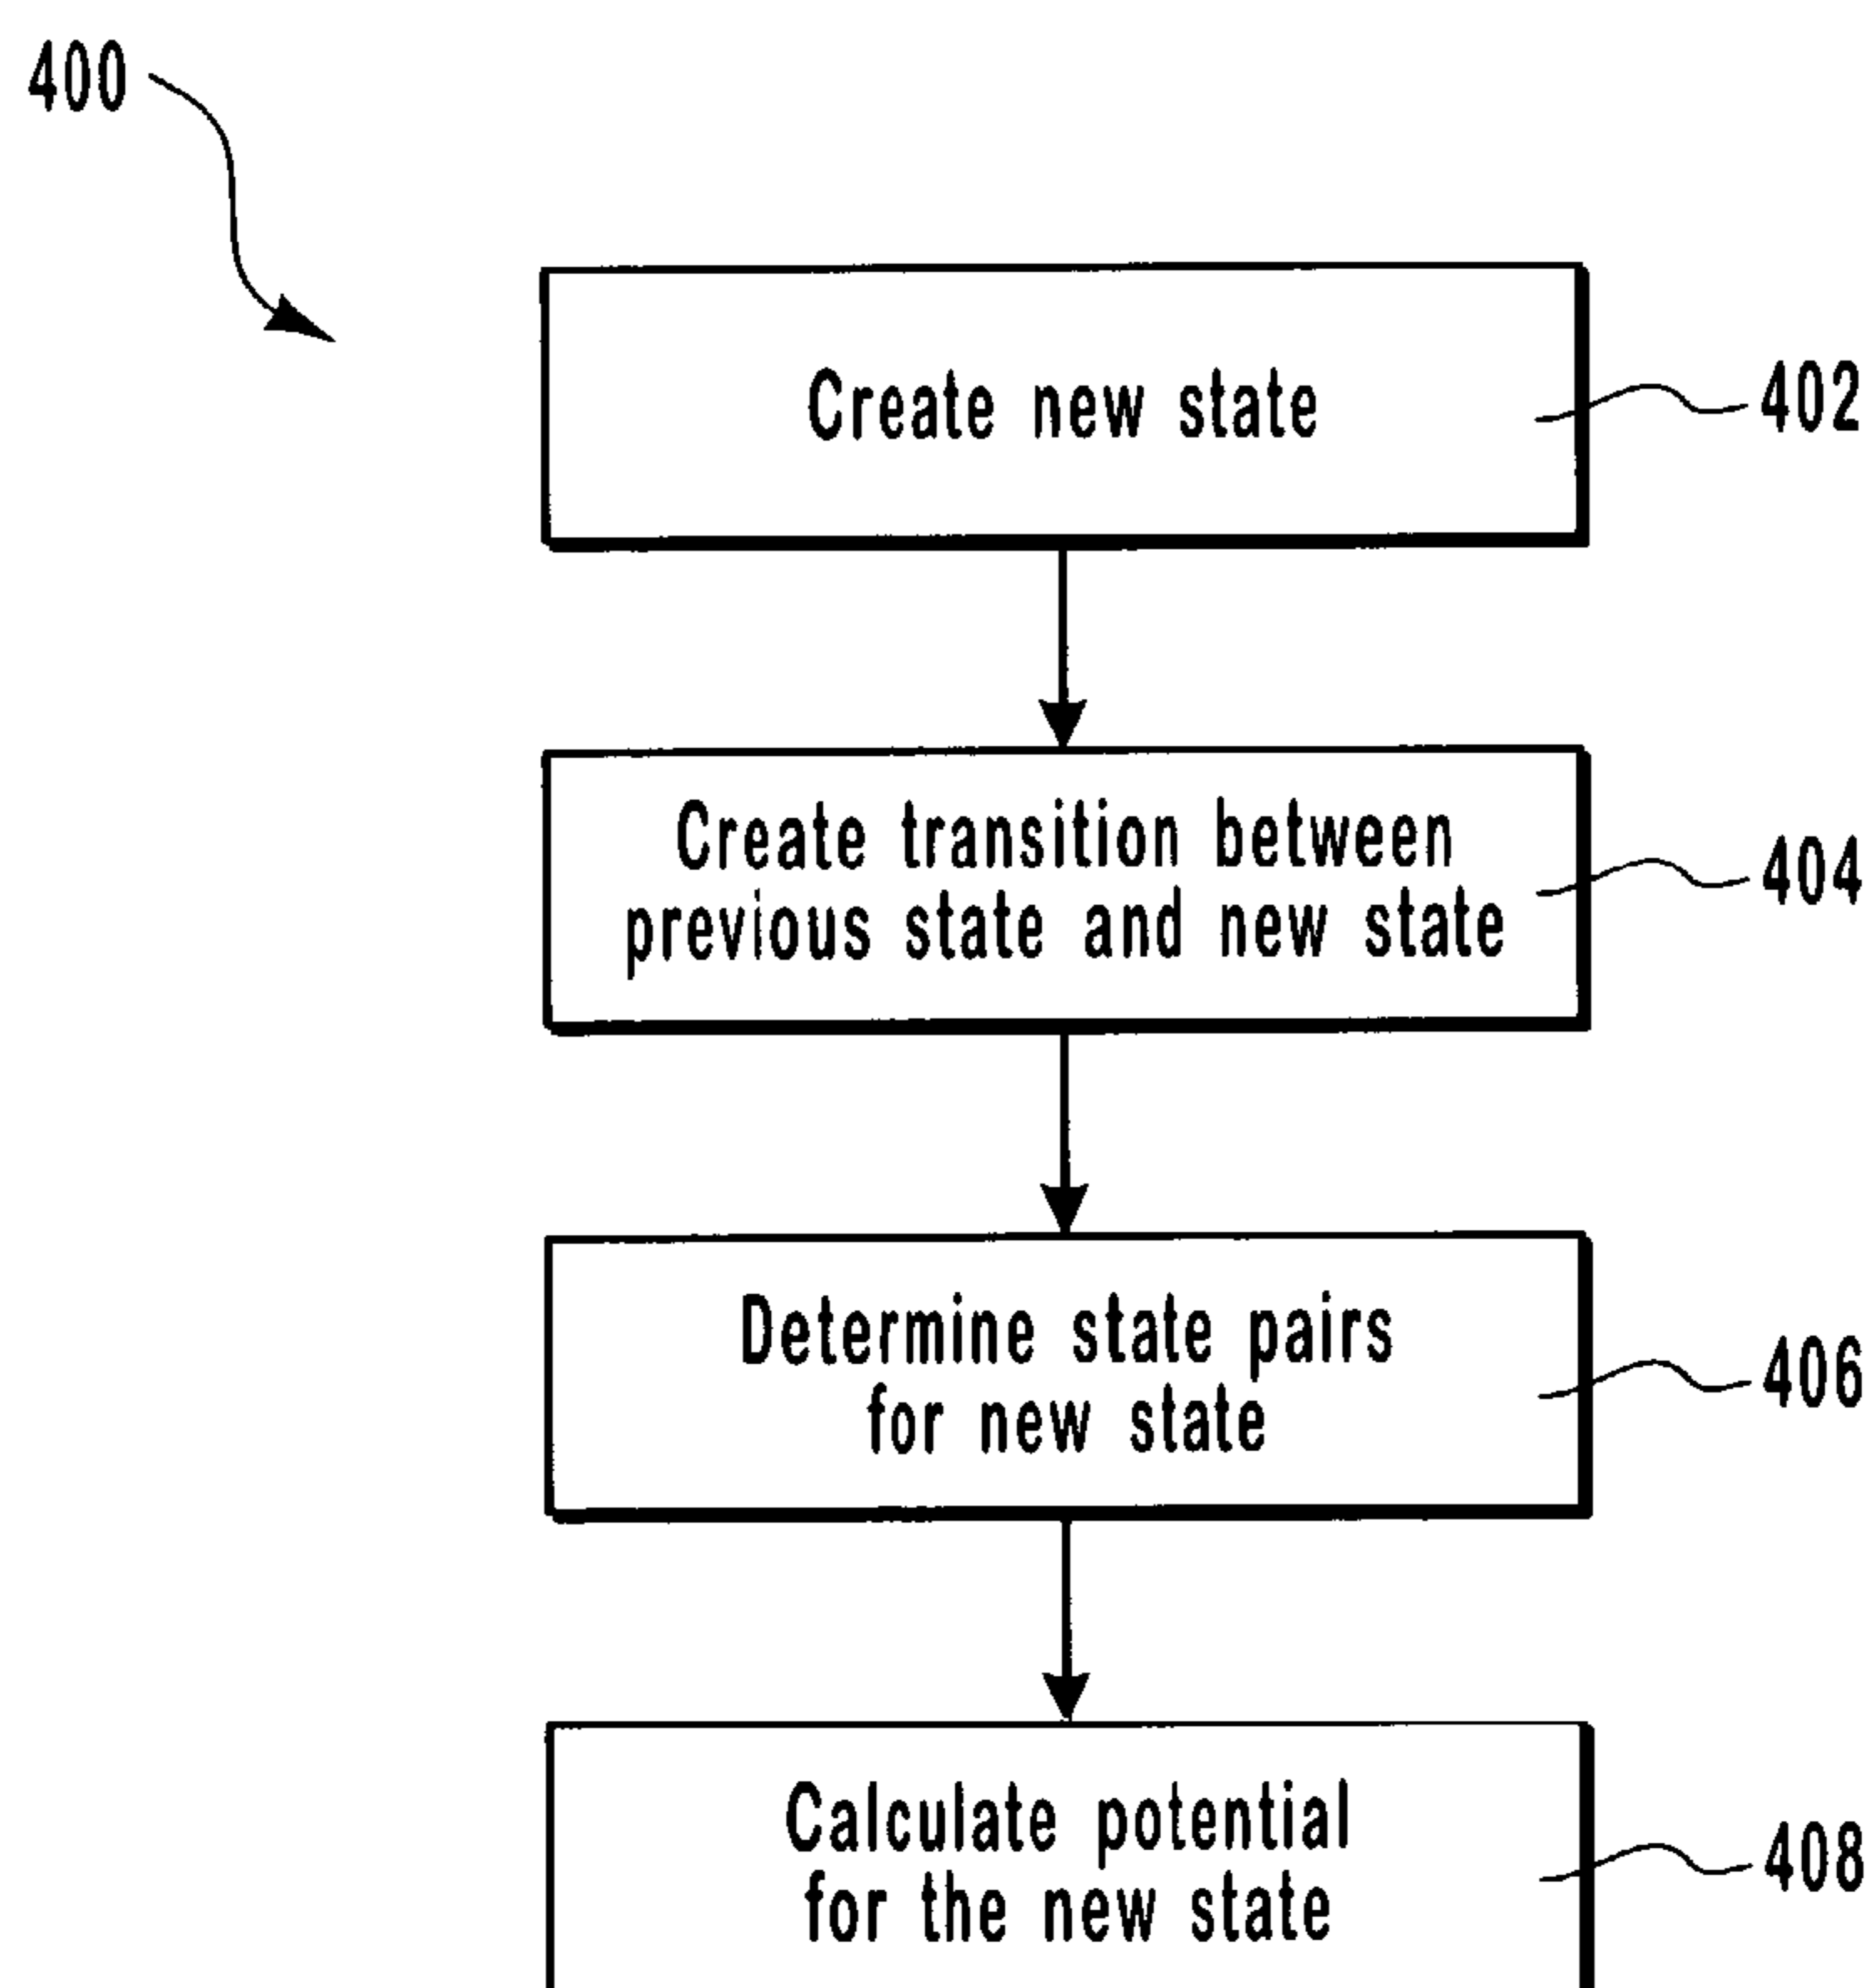 400
Create new state
402
Create transition between
previous state and new state
404
Determine state pairs
for new state
406
Calculate potential
for the new state
408